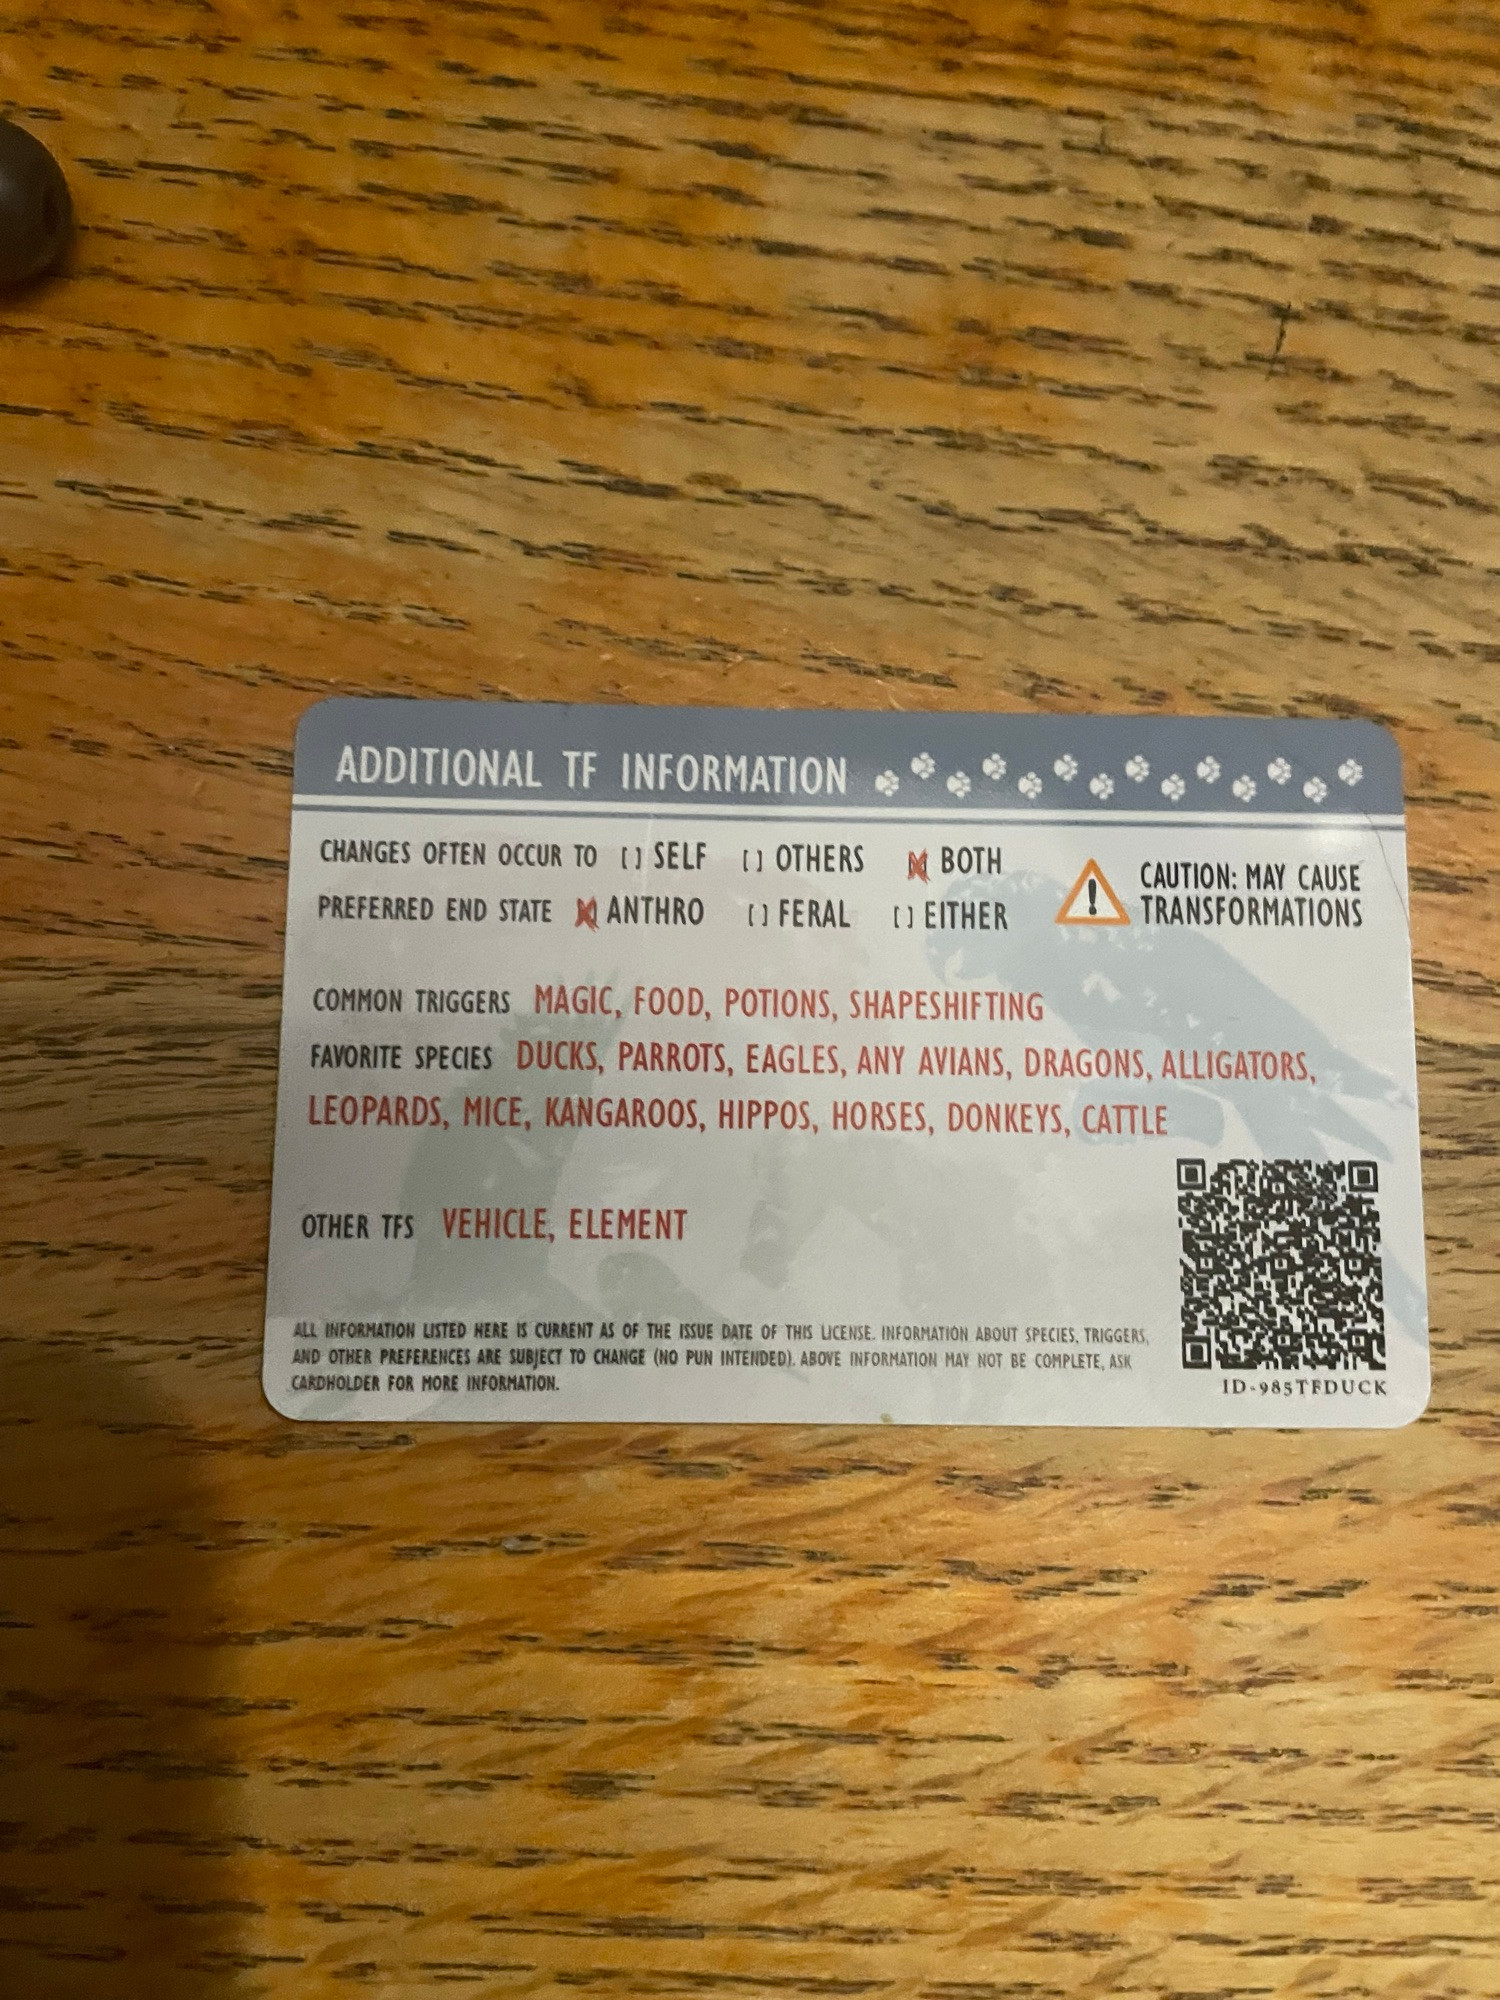 ADDITIONAL TF INFORMATION
CHANGES OFTEN OCCUR TO [ ] SELF [ ] OTHERS [X] BOTH
PREFERRED END STATE [X] ANTHRO [ ] FERAL [ ] EITHER
CAUTION: MAY CAUSE
TRANSFORMATIONS
COMMON TRIGGERS MAGIC, FOOD, POTIONS, SHAPESHIFTING
FAVORITE SPECIES DUCKS, PARROTS, EAGLES, ANY AVIANS, DRAGONS, ALLIGATORS,
LEOPARDS, MICE, KANGAROOS, HIPPOS, HORSES, DONKEYS, CATTLE
OTHER TFS VEHICLE, ELEMENT
ALL INFORMATION LISTED HERE IS CURRENT AS OF THE ISSUE DATE OF THIS LICENSE. INFORMATION ABOUT SPECIES, TRIGGERS,
AND OTHER PREFERENCES ARE SUBJECT TO CHANGE (NO PUN INTENDED). ABOVE INFORMATION MAY NOT BE COMPLETE, ASK
CARDHOLDER FOR MORE INFORMATION.
ID-985TFDUCK